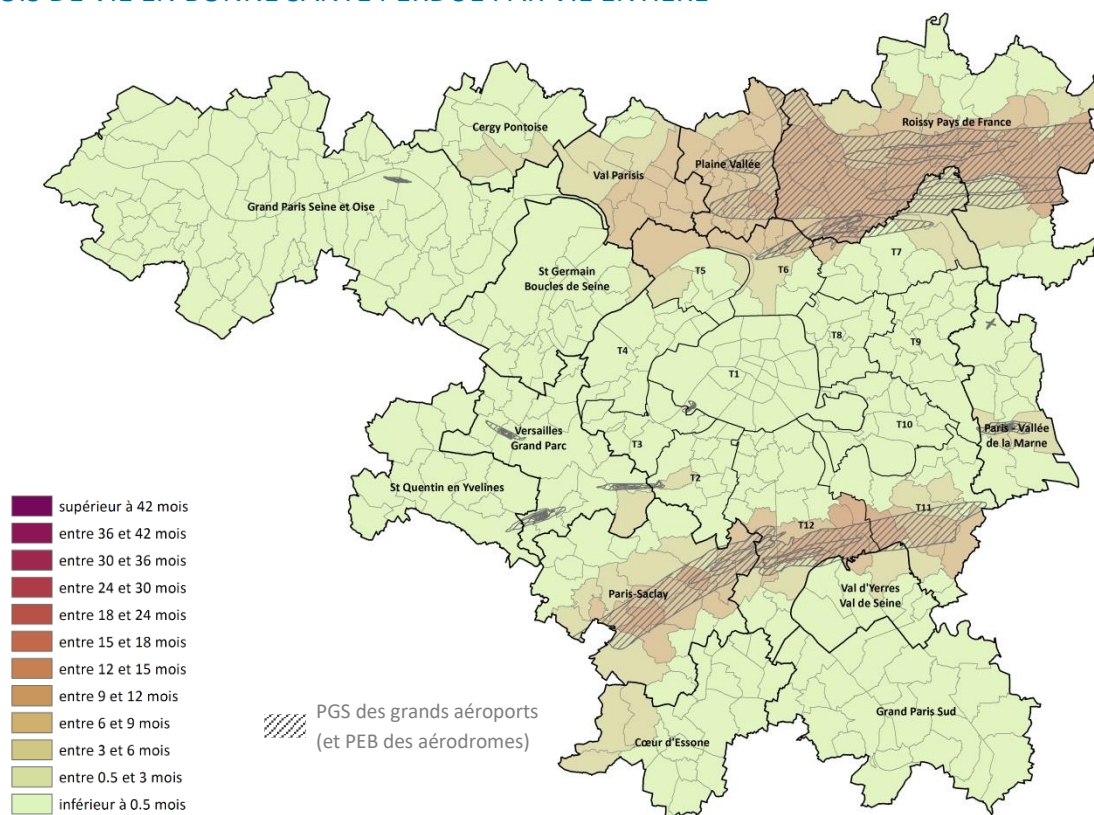 Cergy Pontoise
Roissy Pays de France
Plaine Vallée
Val Parisis
Grand Paris Seine et Oise
T7
T5
T6
St Germain
Boucles de Seine
T8
T9
T4
T1
T10
Paris - Vallée
de la Marne
Versailles
Grand Parc
T3
T2
St Quentin en Yvelines
T11
T12
Paris-Saclay
Val d'Yerres
Val de Seine
Grand Paris Sud
Cœur d'Essone
supérieur à 42 mois
entre 36 et 42 mois
entre 30 et 36 mois
entre 24 et 30 mois
entre 18 et 24 mois
entre 15 et 18 mois
entre 12 et 15 mois
entre 9 et 12 mois
entre 6 et 9 mois
entre 3 et 6 mois
entre 0.5 et 3 mois
inférieur à 0.5 mois
PGS des grands aéroports
(et PEB des aérodromes)